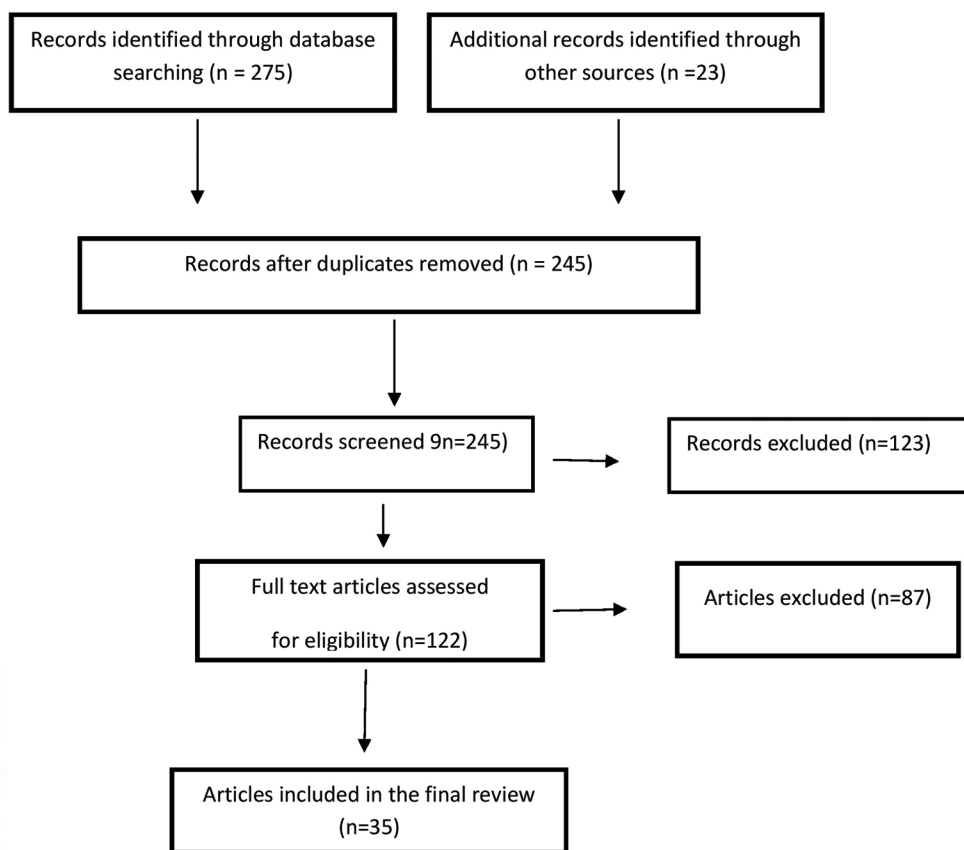 Records identified through database
searching (n = 275)
Additional records identified through
other sources (n =23)
Records after duplicates removed (n = 245)
Records screened 9n=245)
Records excluded (n=123)
Full text articles assessed
for eligibility (n=122)
Articles excluded (n=87)
Articles included in the final review
(n=35)